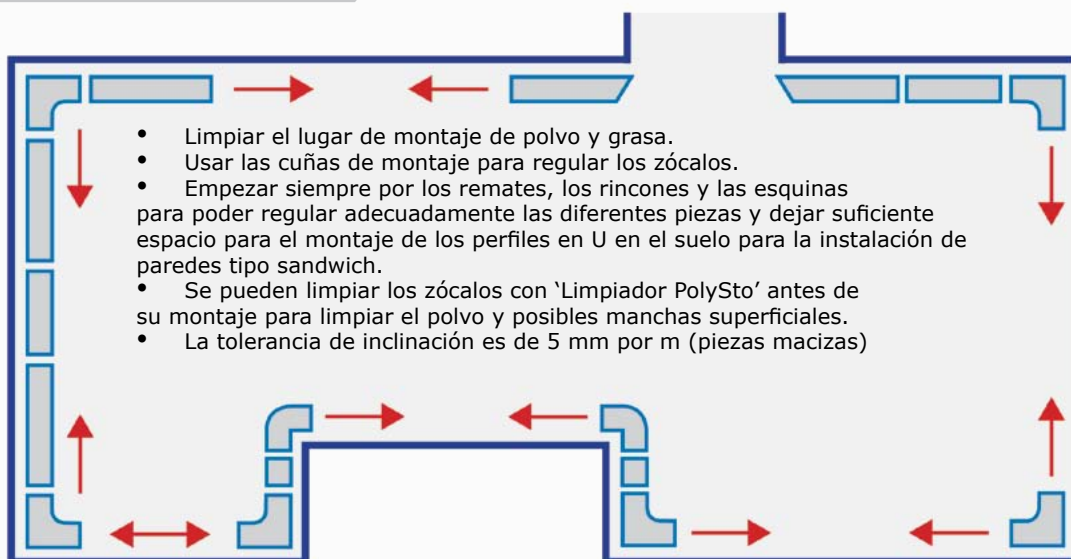 • Limpiar el lugar de montaje de polvo y grasa.
• Usar las cuñas de montaje para regular los zócalos.
• Empezar siempre por los remates, los rincones y las esquinas
para poder regular adecuadamente las diferentes piezas y dejar suficiente
espacio para el montaje de los perfiles en U en el suelo para la instalación de
paredes tipo sandwich.
• Se pueden limpiar los zócalos con ‘Limpiador PolySto’ antes de
su montaje para limpiar el polvo y posibles manchas superficiales.
• La tolerancia de inclinación es de 5 mm por m (piezas macizas)